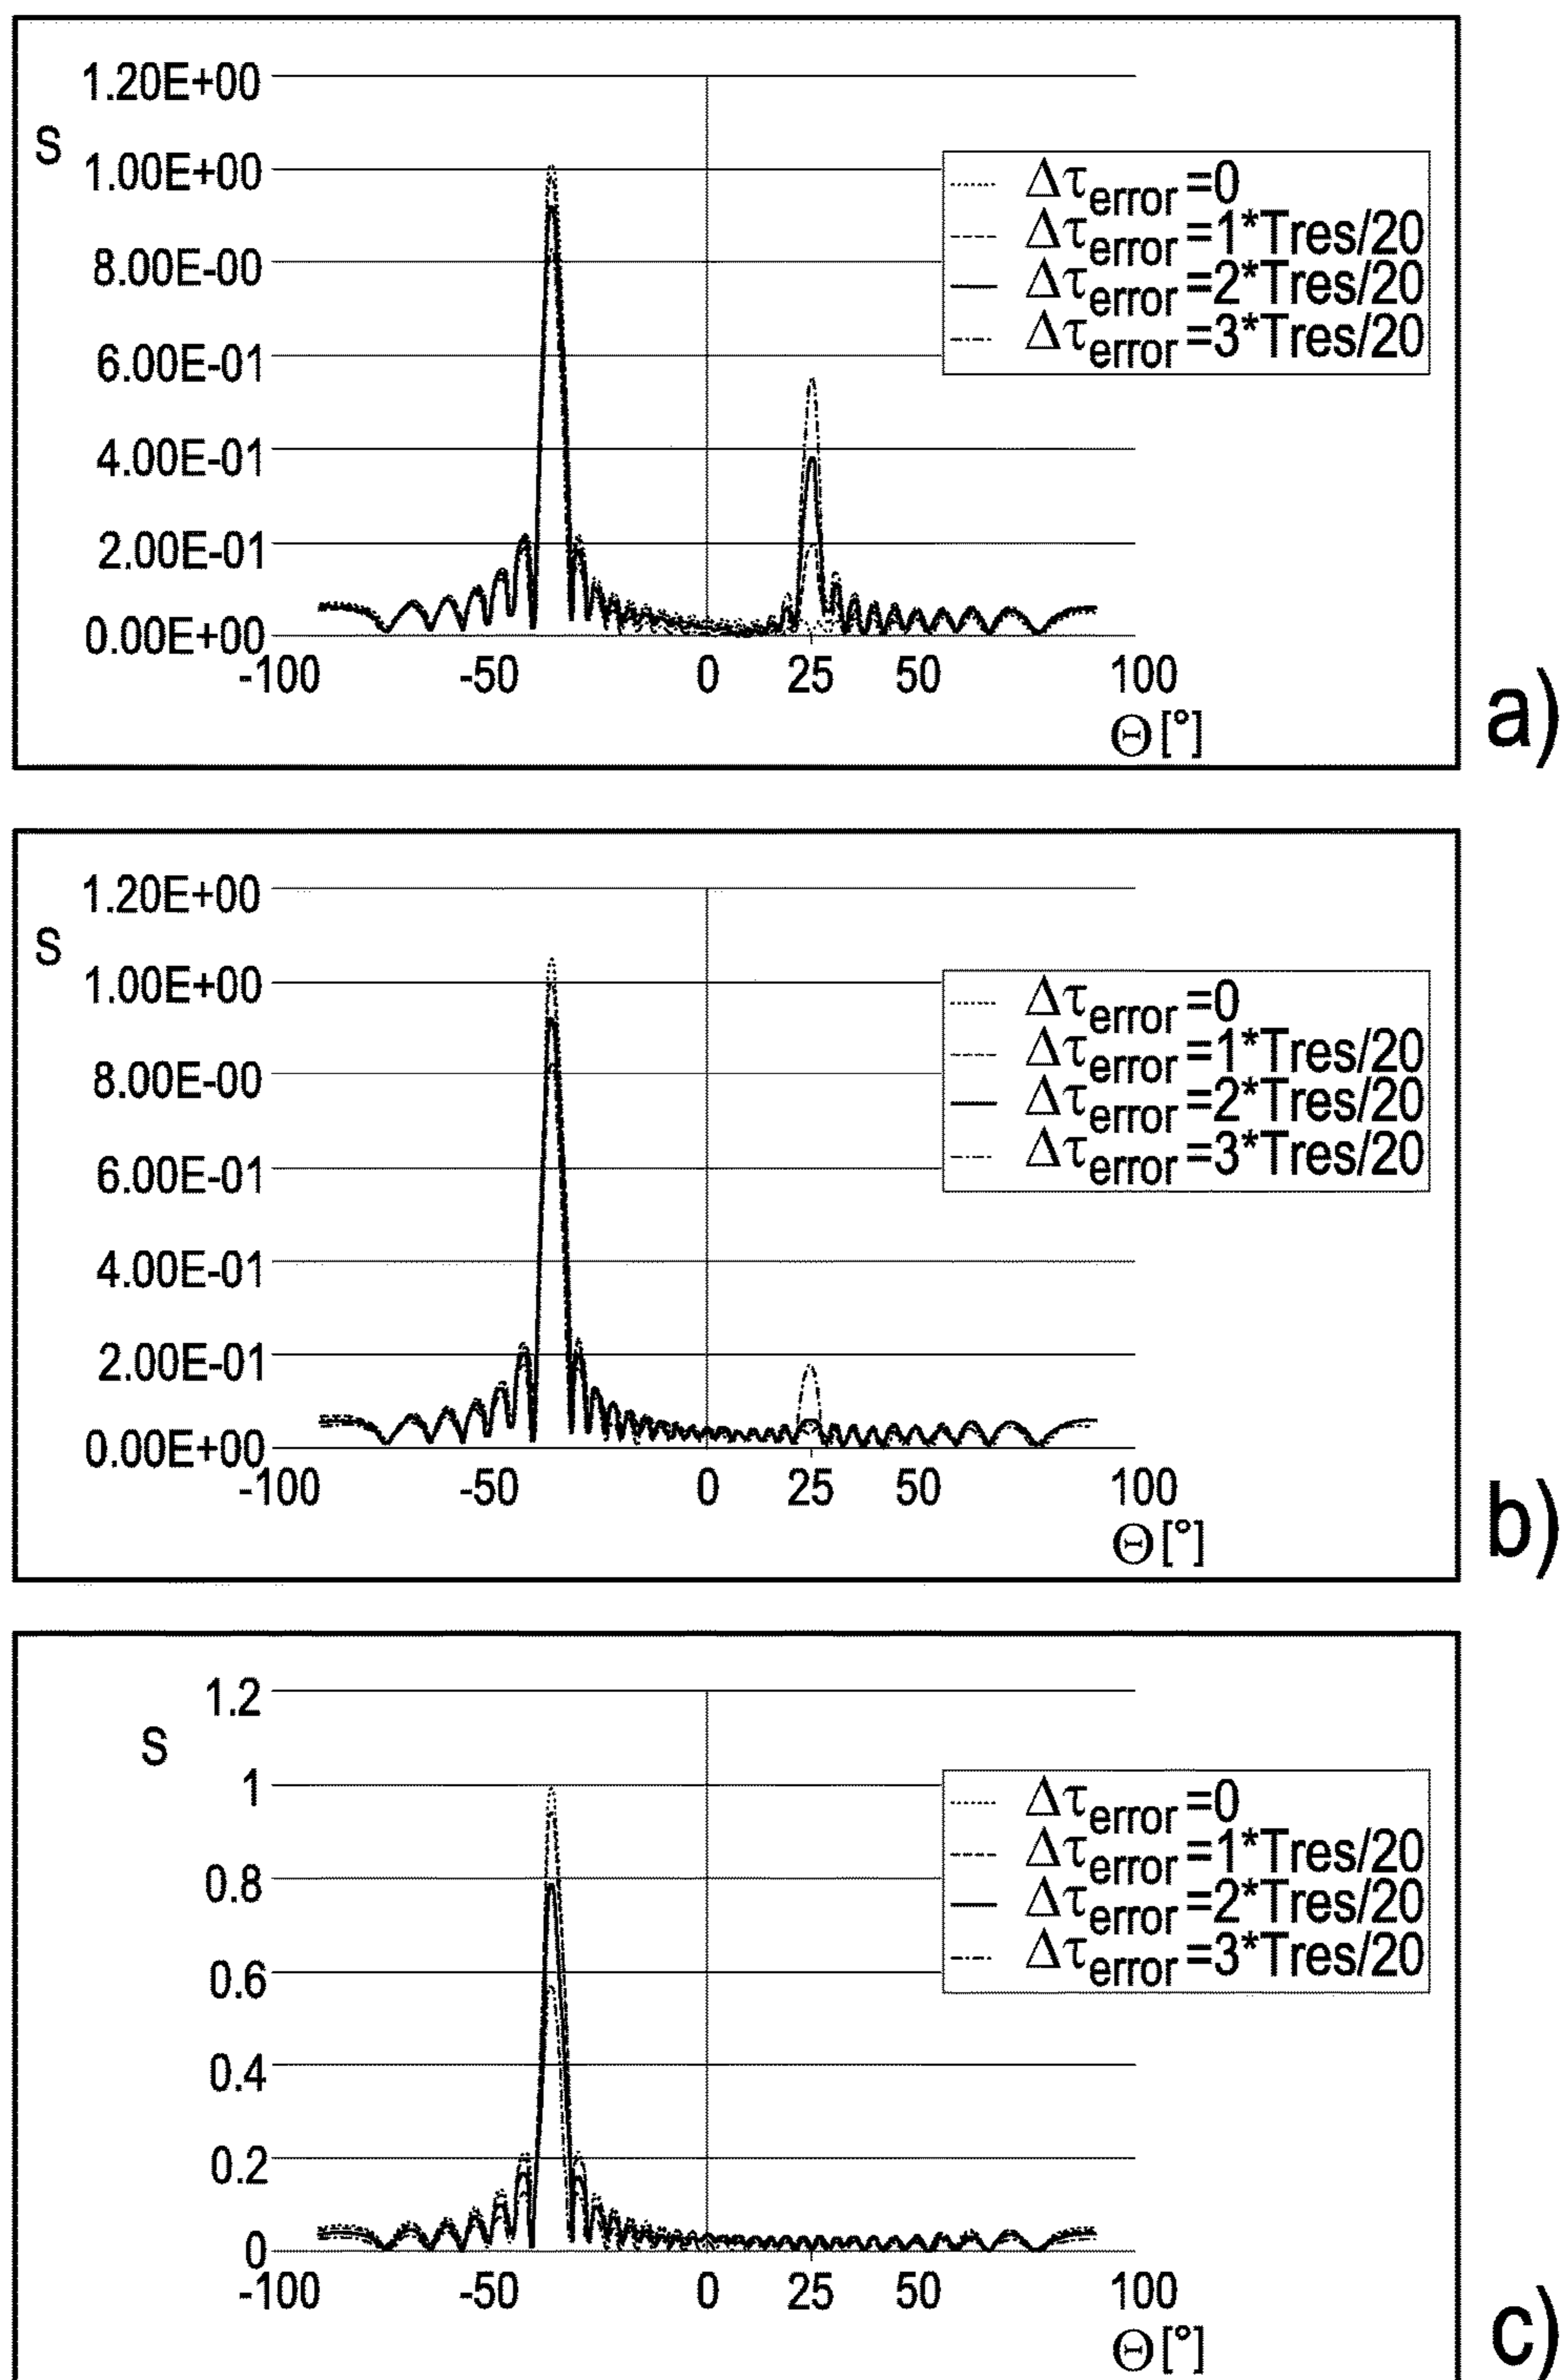 1.20E+00
S
1.00E+00
8.00E-00
6.00E-01
4.00E-01
2.00E-01
0.00E+00
Δτerror=0
Δτerror=1*Tres/20
Δτerror=2*Tres/20
Δτerror=3*Tres/20
-100 -50 0 25 50 100
Θ[°]
a)
1.20E+00
S
1.00E+00
8.00E-00
6.00E-01
4.00E-01
2.00E-01
0.00E+00
Δτerror=0
Δτerror=1*Tres/20
Δτerror=2*Tres/20
Δτerror=3*Tres/20
-100 -50 0 25 50 100
Θ[°]
b)
1.2
S
1
0.8
0.6
0.4
0.2
0
Δτerror=0
Δτerror=1*Tres/20
Δτerror=2*Tres/20
Δτerror=3*Tres/20
-100 -50 0 25 50 100
Θ[°]
c)